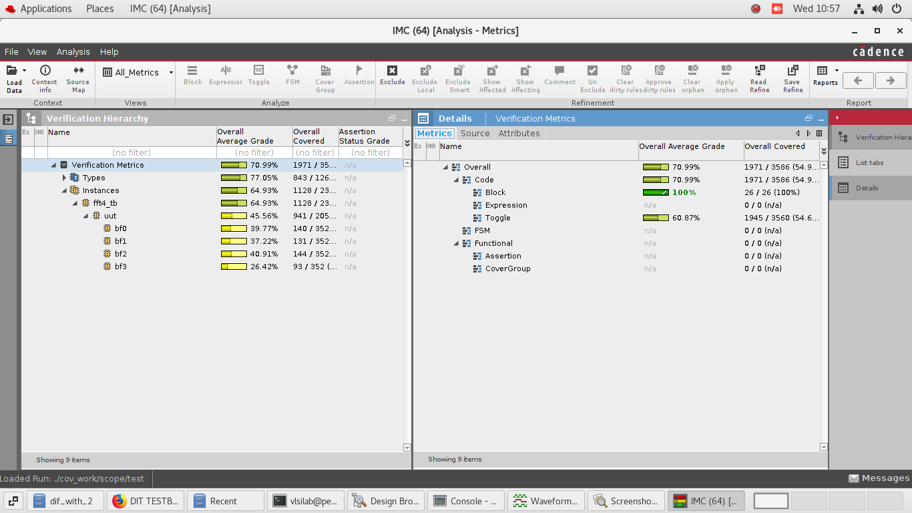 Applications Places IMC (64) [Analysis] Wed 10:57
IMC (64) [Analysis - Metrics]
File View Analysis Help cadence
Load Data Context Info Source Map All_Metrics Block Expression Toggle FSM Cover Group Assertion Exclude Exclude Local Exclude Smart Show Affected Show Affecting Comment Un Exclude Clear dirty rules Approve dirty rules Clear orphan Apply orphan Read Refine Save Refine Reports
Context Views Analyze Refinement Report
Verification Hierarchy
Ex UNR Name Overall Average Grade Overall Covered Assertion Status Grade
(no filter) (no filter) (no filter) (no filter)
Verification Metrics 70.99% 1971 / 35... n/a
Types 77.05% 843 / 126... n/a
Instances 64.93% 1128 / 23... n/a
fft4_tb 64.93% 1128 / 23... n/a
uut 45.56% 941 / 205... n/a
bf0 39.77% 140 / 352... n/a
bf1 37.22% 131 / 352... n/a
bf2 40.91% 144 / 352... n/a
bf3 26.42% 93 / 352 (... n/a
Showing 9 items
Details Verification Metrics
Metrics Source Attributes
Ex UNR Name Overall Average Grade Overall Covered
Overall 70.99% 1971 / 3586 (54.9...
Code 70.99% 1971 / 3586 (54.9...
Block 100% 26 / 26 (100%)
Expression n/a 0 / 0 (n/a)
Toggle 60.87% 1945 / 3560 (54.6...
FSM n/a 0 / 0 (n/a)
Functional n/a 0 / 0 (n/a)
Assertion n/a 0 / 0 (n/a)
CoverGroup n/a 0 / 0 (n/a)
Showing 9 items
Verification Hiera
List tabs
Details
Loaded Run: ./cov_work/scope/test Messages
dif_with_2 DIT TESTB... Recent vlsilab@pe... Design Bro... Console - ... Waveform... Screensho... IMC (64) [...